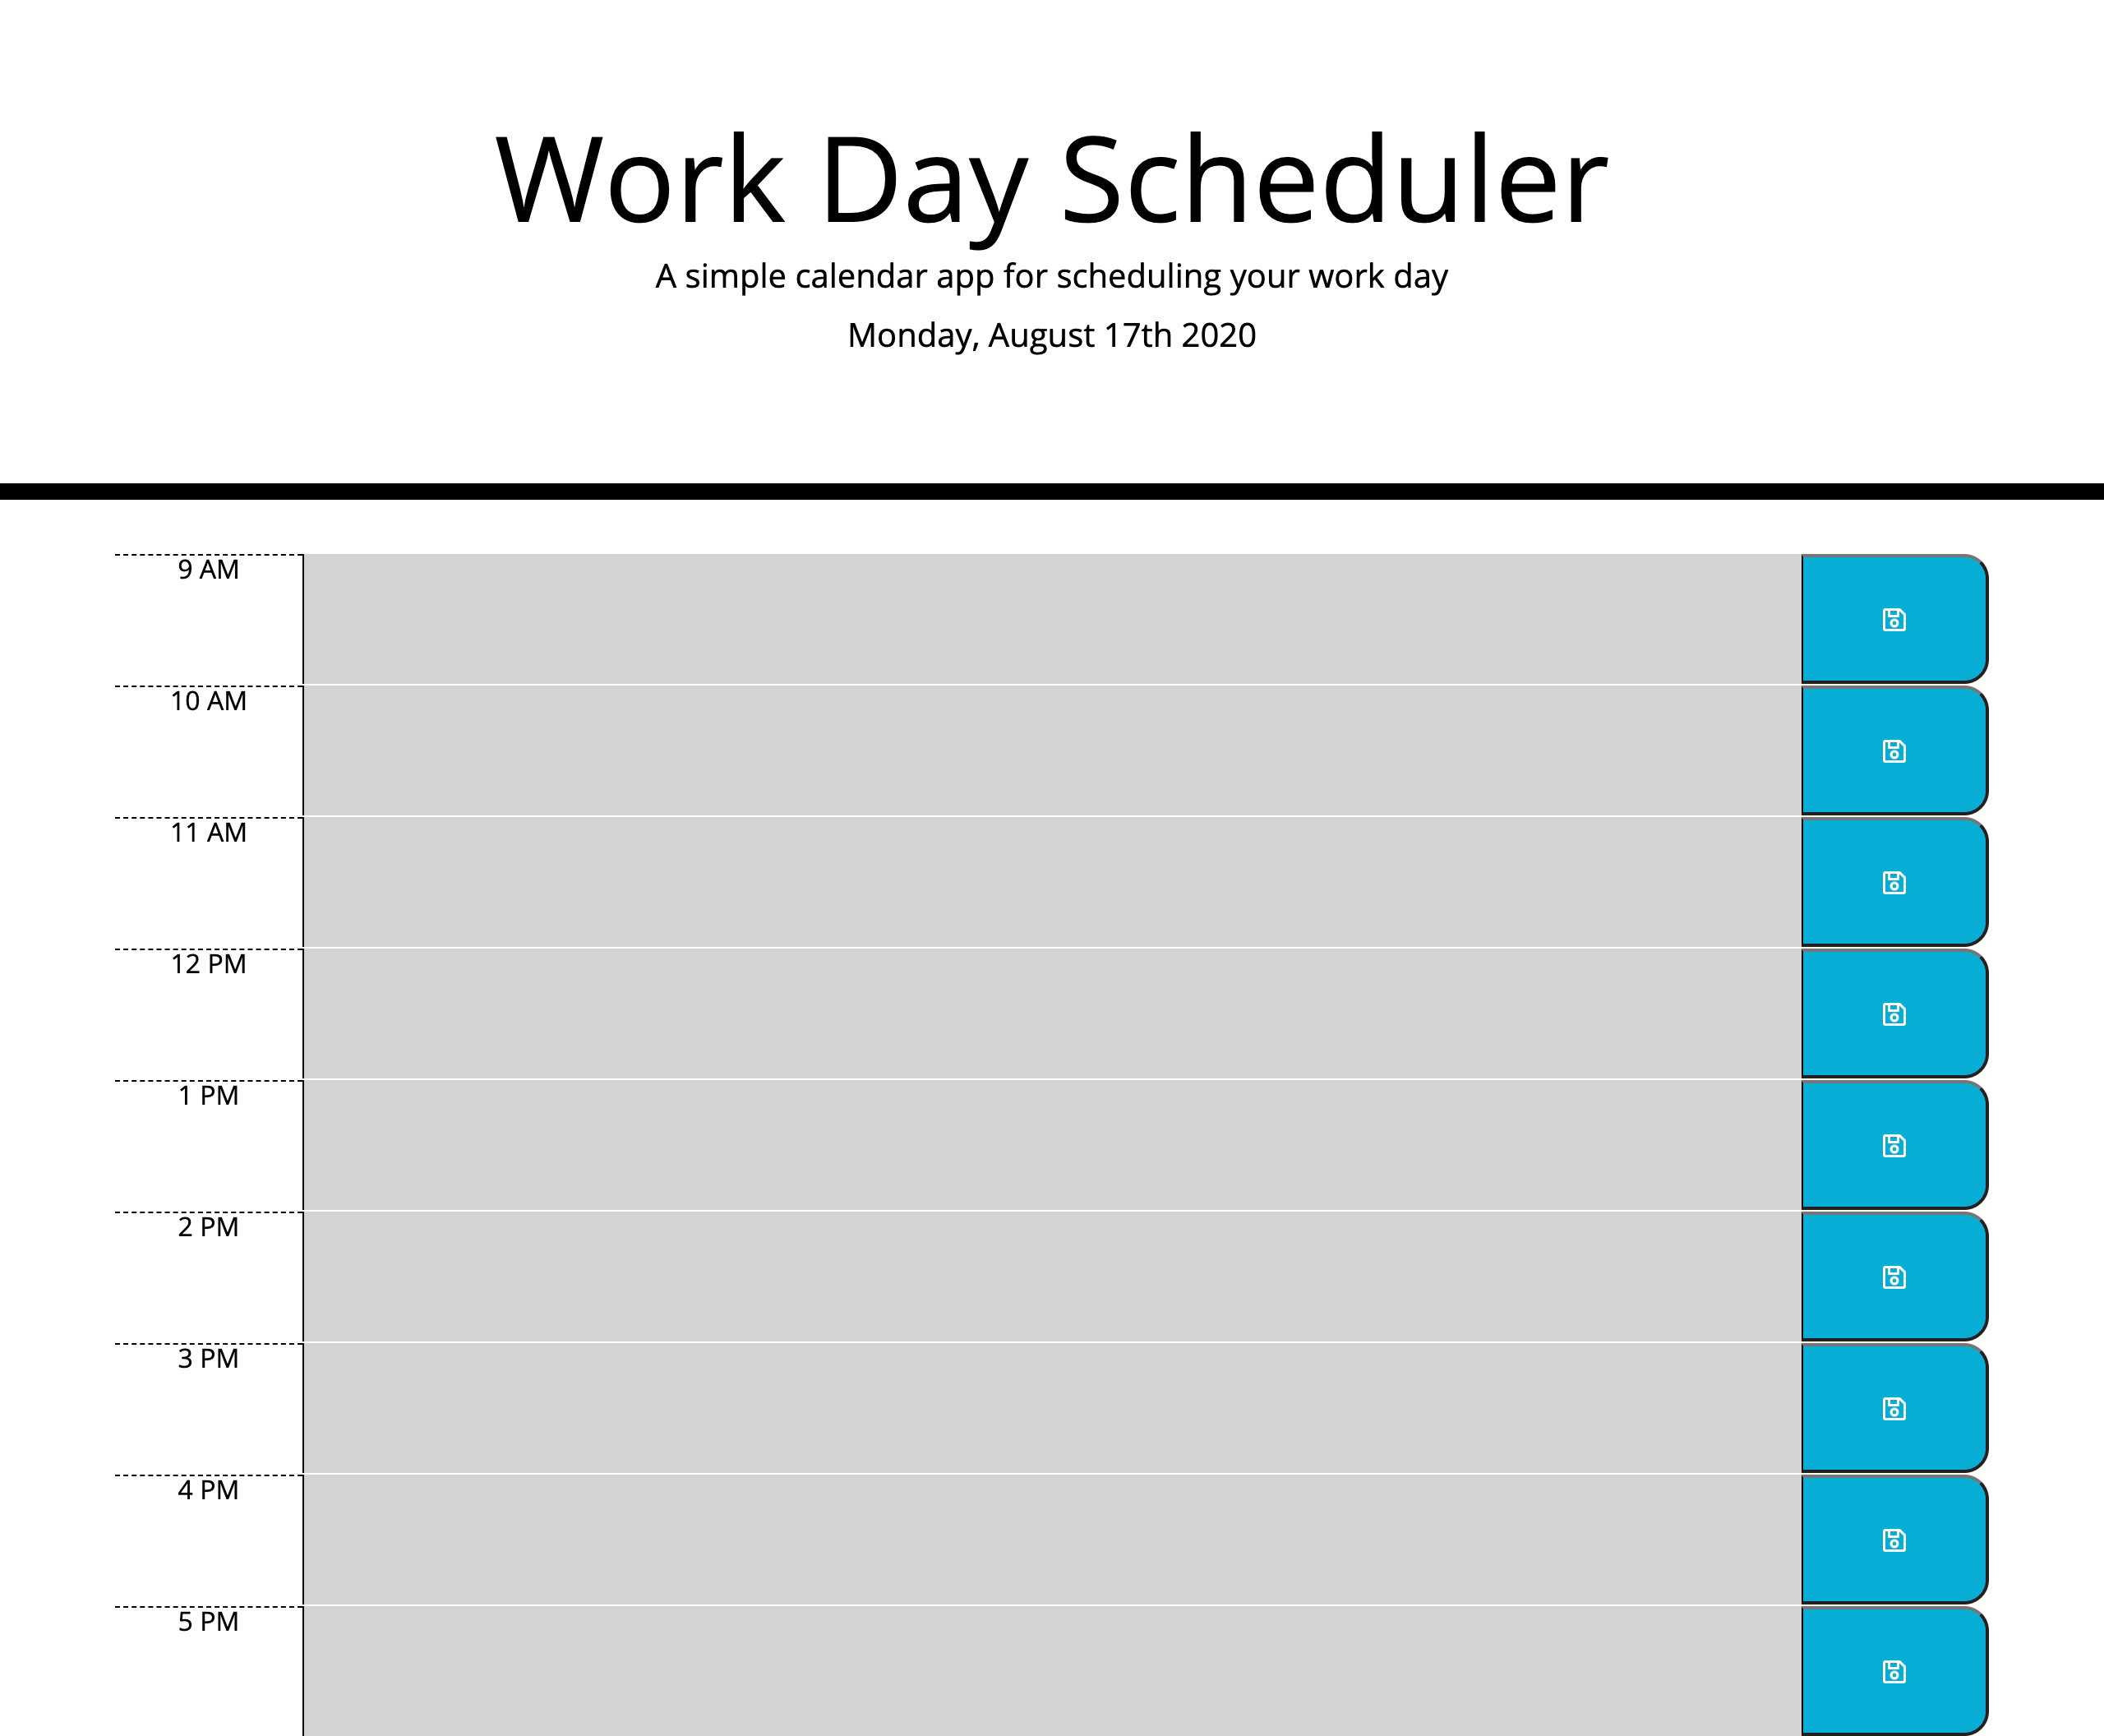 Work Day Scheduler
A simple calendar app for scheduling your work day
Monday, August 17th 2020
9 AM
10 AM
11 AM
12 PM
1 PM
2 PM
3 PM
4 PM
5 PM